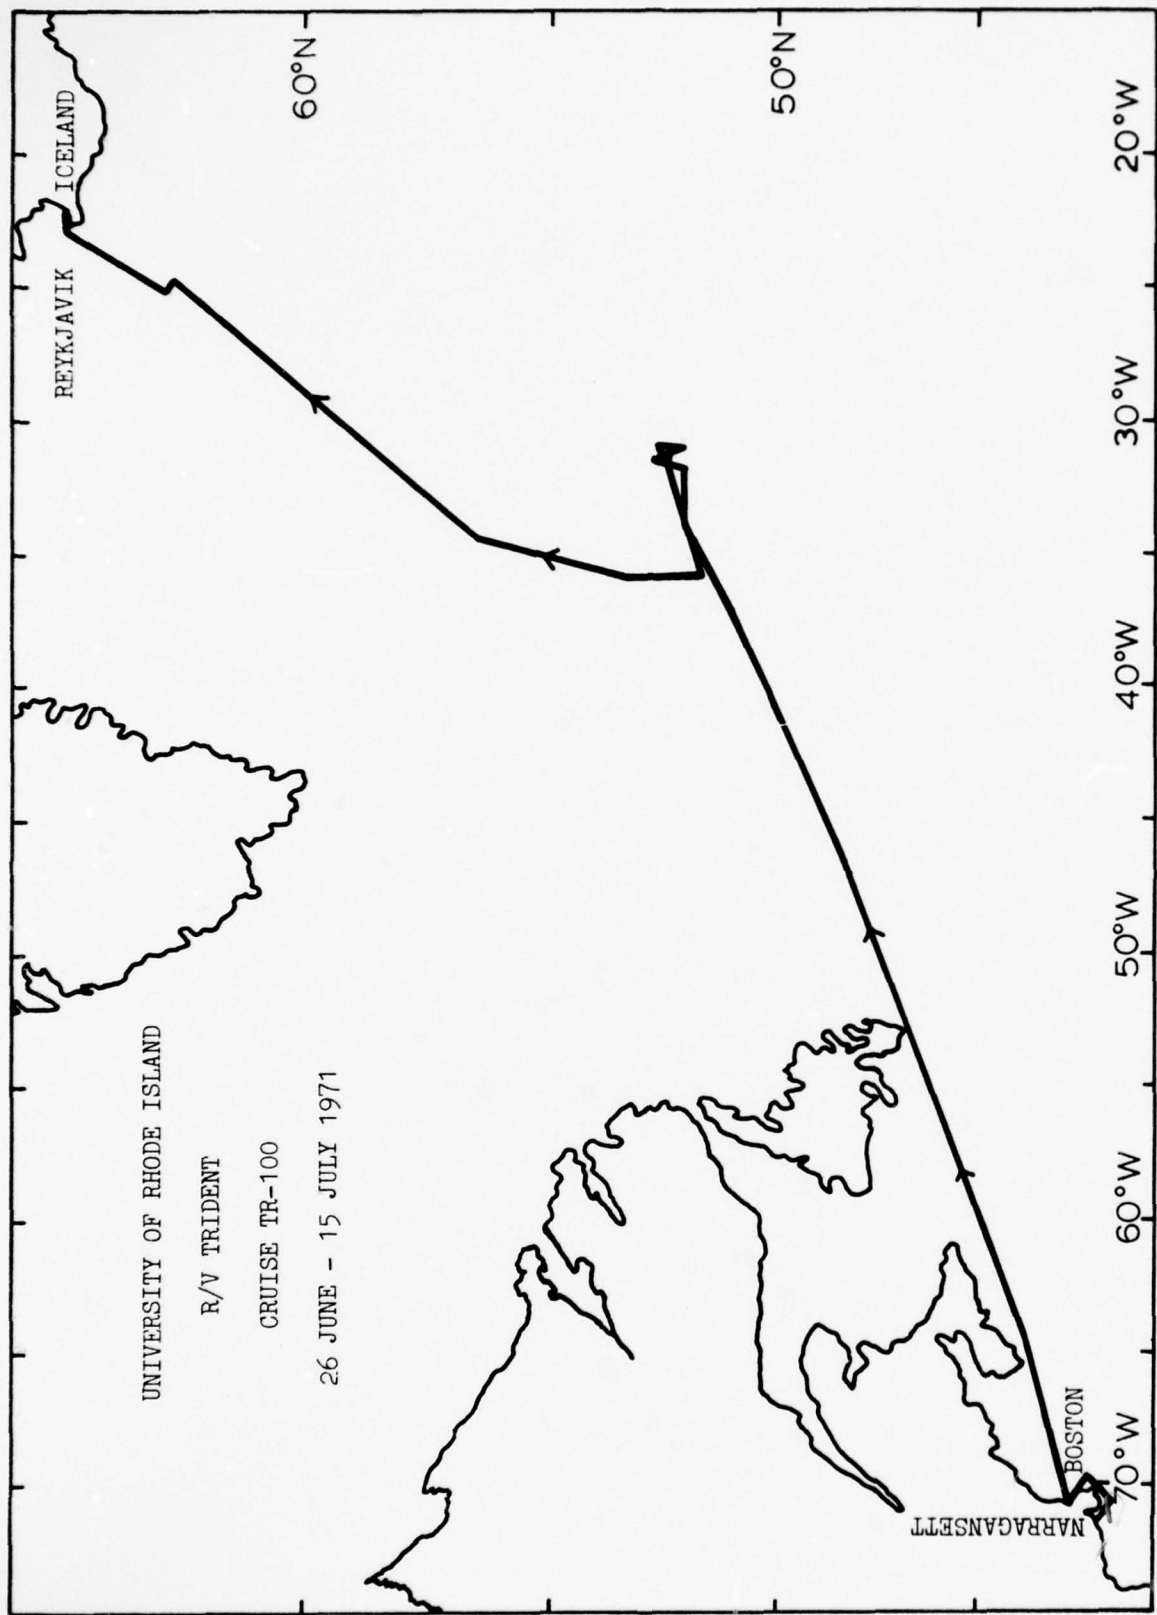 UNIVERSITY OF RHODE ISLAND
R/V TRIDENT
CRUISE TR-100
26 JUNE - 15 JULY 1971
REYKJAVIK
ICELAND
60°N
50°N
NARRAGANSETT
BOSTON
70°W
60°W
50°W
40°W
30°W
20°W